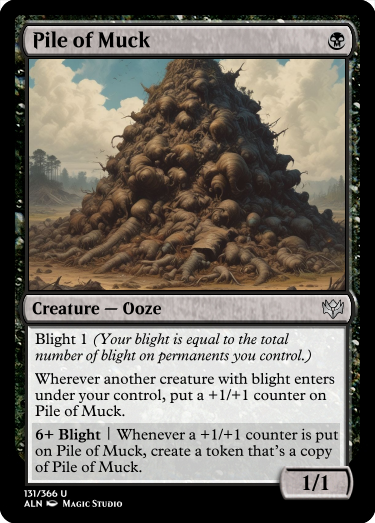 Pile of Muck
Creature — Ooze
Blight 1 (Your blight is equal to the total
number of blight on permanents you control.)
Wherever another creature with blight enters
under your control, put a +1/+1 counter on
Pile of Muck.
6+ Blight | Whenever a +1/+1 counter is put
on Pile of Muck, create a token that's a copy
of Pile of Muck.
1/1
131/366 U
ALN Magic Studio